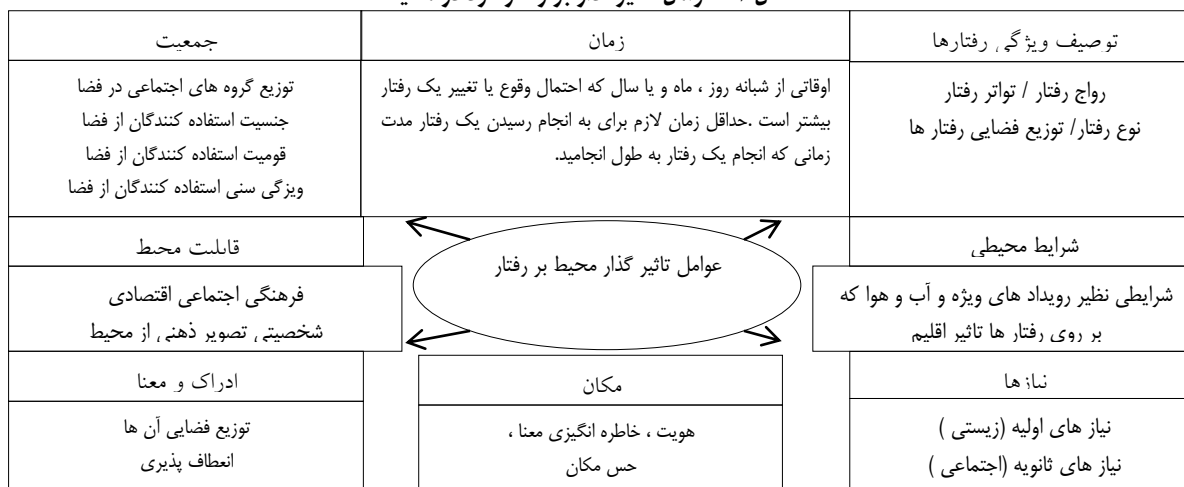 توصیف ویژگی رفتارها
زمان
جمعیت
رواج رفتار / تواتر رفتار
نوع رفتار/ توزیع فضایی رفتار ها
اوقاتی از شبانه روز ، ماه و یا سال که احتمال وقوع یا تغییر یک رفتار
بیشتر است .حداقل زمان لازم برای به انجام رسیدن یک رفتار مدت
زمانی که انجام یک رفتار به طول انجامید.
توزیع گروه های اجتماعی در فضا
جنسیت استفاده کنندگان از فضا
قومیت استفاده کنندگان از فضا
ویژگی سنی استفاده کنندگان از فضا
شرایط محیطی
عوامل تاثیر گذار محیط بر رفتار
قابلیت محیط
شرایطی نظیر رویداد های ویژه و آب و هوا که
بر روی رفتار ها تاثیر اقلیم
فرهنگی اجتماعی اقتصادی
شخصیتی تصویر ذهنی از محیط
نیازها
مکان
ادراک و معنا
نیاز های اولیه (زیستی )
نیاز های ثانویه (اجتماعی )
هویت ، خاطره انگیزی معنا ،
حس مکان
توزیع فضایی آن ها
انعطاف پذیری